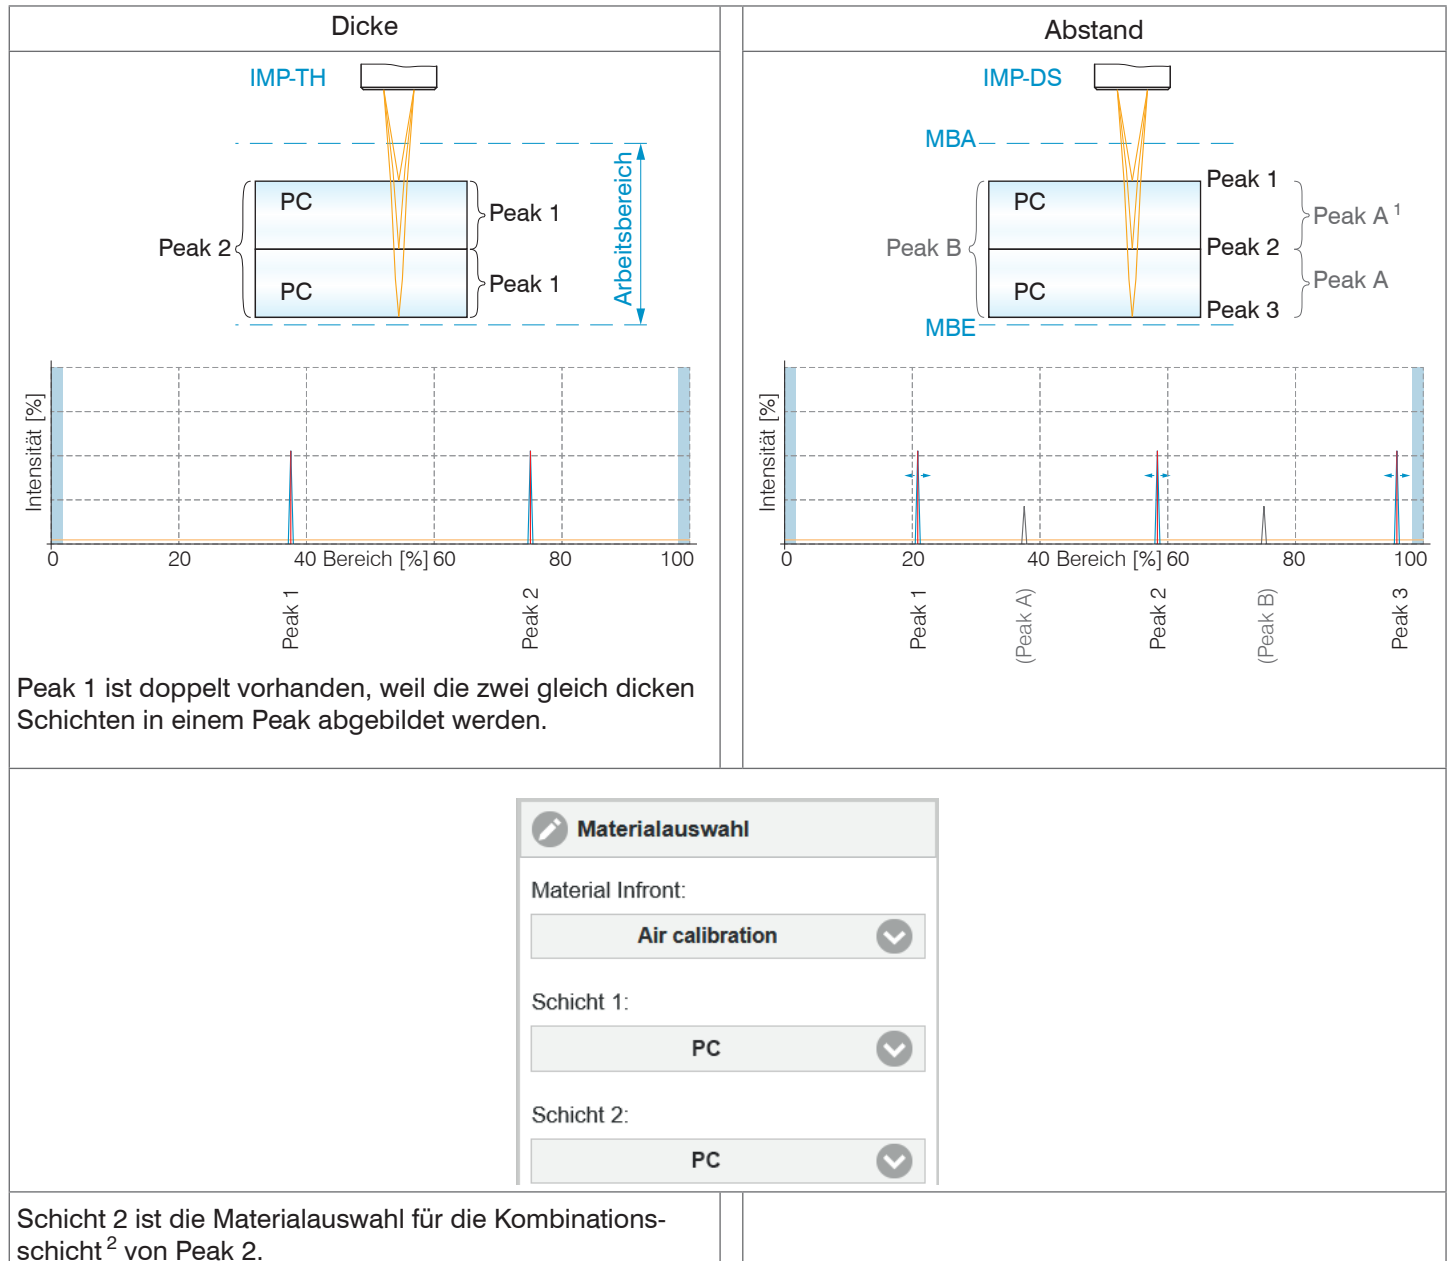 Dicke
IMP-TH
PC
Peak 1
Peak 2
PC
Peak 1
Arbeitsbereich
Intensität [%]
0 20 40 Bereich [%] 60 80 100
Peak 1
Peak 2
Peak 1 ist doppelt vorhanden, weil die zwei gleich dicken
Schichten in einem Peak abgebildet werden.
Abstand
IMP-DS
MBA
Peak 1
PC
Peak A 1
Peak B
Peak 2
PC
Peak A
Peak 3
MBE
Intensität [%]
0 20 40 Bereich [%] 60 80 100
Peak 1
(Peak A)
Peak 2
(Peak B)
Peak 3
Materialauswahl
Material Infront:
Air calibration
Schicht 1:
PC
Schicht 2:
PC
Schicht 2 ist die Materialauswahl für die Kombinations-
schicht 2 von Peak 2.